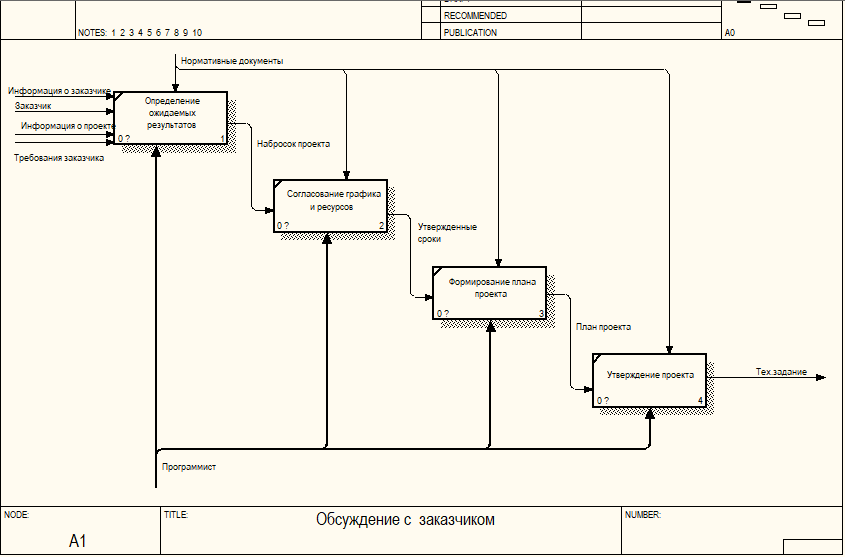 RECOMMENDED
NOTES: 1 2 3 4 5 6 7 8 9 10
PUBLICATION
A0
Нормативные документы
Информация о заказчике
Заказчик
Информация о проекте
Требования заказчика
Определение
ожидаемых
результатов
0 ?
1
Набросок проекта
Согласование графика
и ресурсов
0 ?
2
Утвержденные
сроки
Формирование плана
проекта
0 ?
3
План проекта
Утверждение проекта
0 ?
4
Тех.задание
Программист
NODE:
A1
TITLE:
Обсуждение с заказчиком
NUMBER: